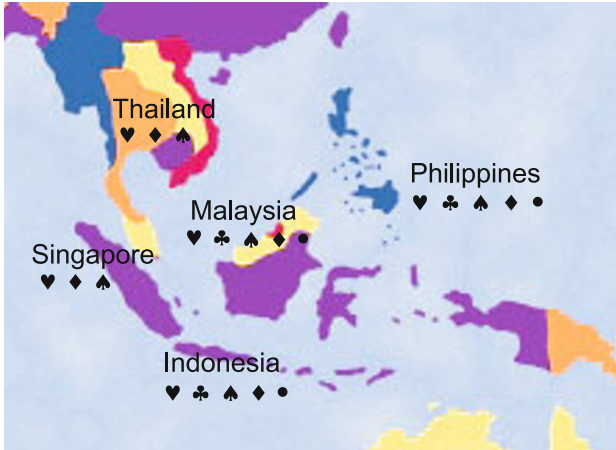 Thailand
♥ ♦ ♠
Philippines
♥ ♣ ♠ ♦ ●
Malaysia
♥ ♣ ♠ ♦ ●
Singapore
♥ ♦ ♠
Indonesia
♥ ♣ ♠ ♦ ●